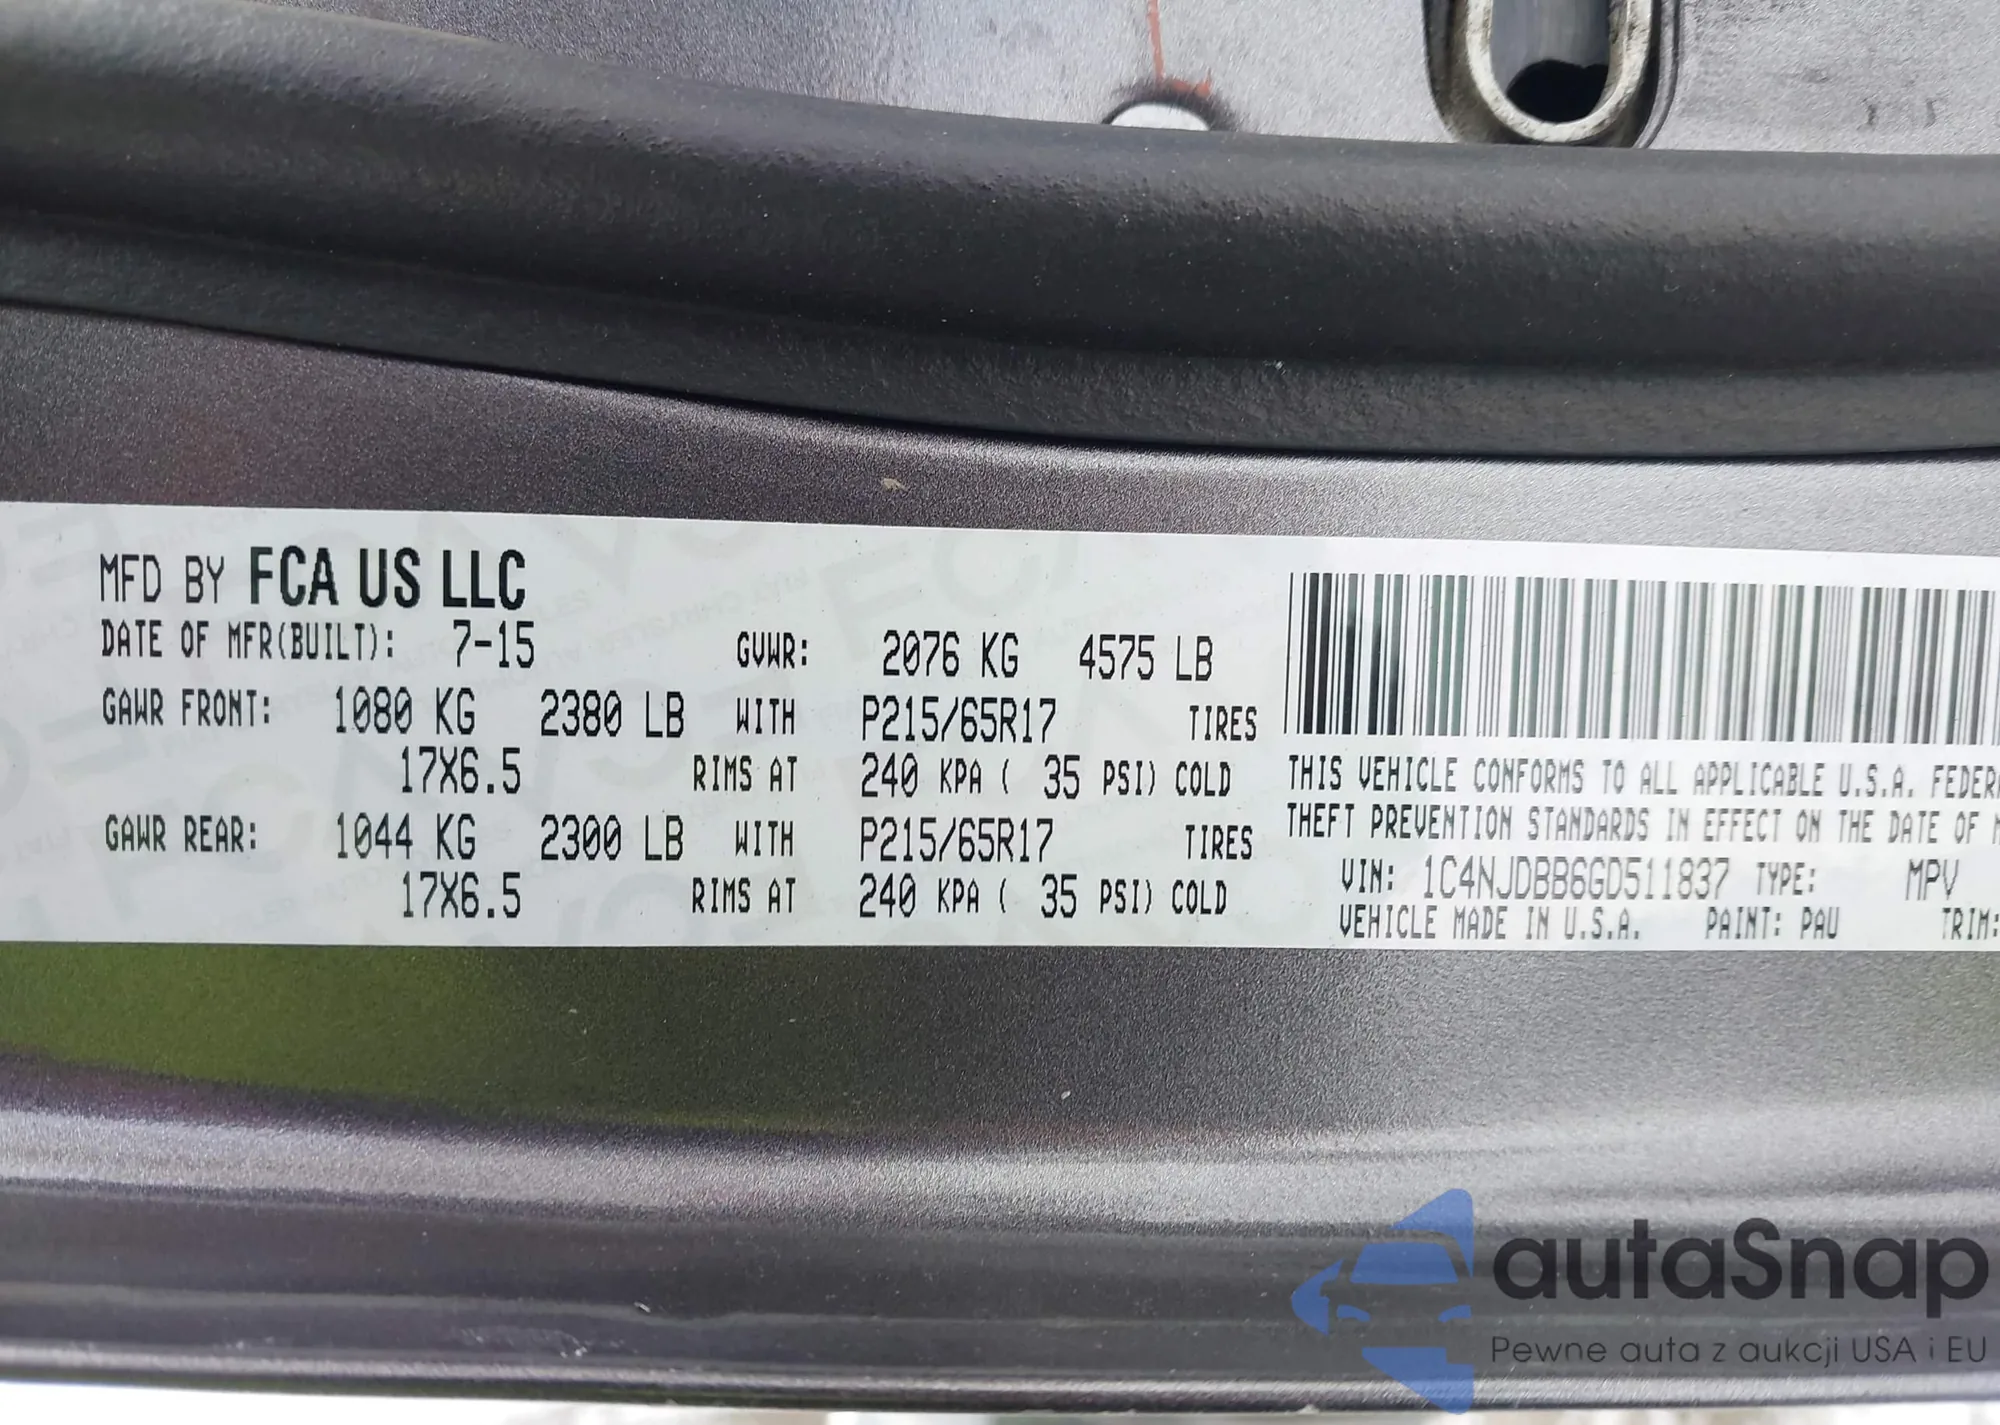 MFD BY FCA US LLC
DATE OF MFR(BUILT): 7-15 GVWR: 2076 KG 4575 LB
GAWR FRONT: 1080 KG 2380 LB WITH P215/65R17 TIRES
17X6.5 RIMS AT 240 KPA ( 35 PSI) COLD
GAWR REAR: 1044 KG 2300 LB WITH P215/65R17 TIRES
17X6.5 RIMS AT 240 KPA ( 35 PSI) COLD
THIS VEHICLE CONFORMS TO ALL APPLICABLE U.S.A. FEDERA
THEFT PREVENTION STANDARDS IN EFFECT ON THE DATE OF M
VIN: 1C4NJDBB6GD511837 TYPE: MPV
VEHICLE MADE IN U.S.A. PAINT: PAU TRIM:
autaSnap
Pewne auta z aukcji USA i EU